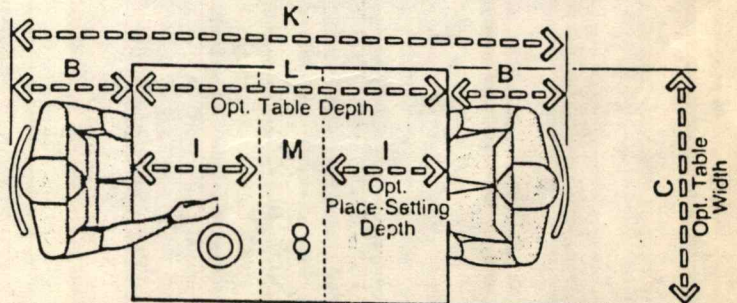 K
B
L
B
Opt. Table Depth
I
M
I
Opt.
Place-Setting
Depth
C
Opt. Table
Width